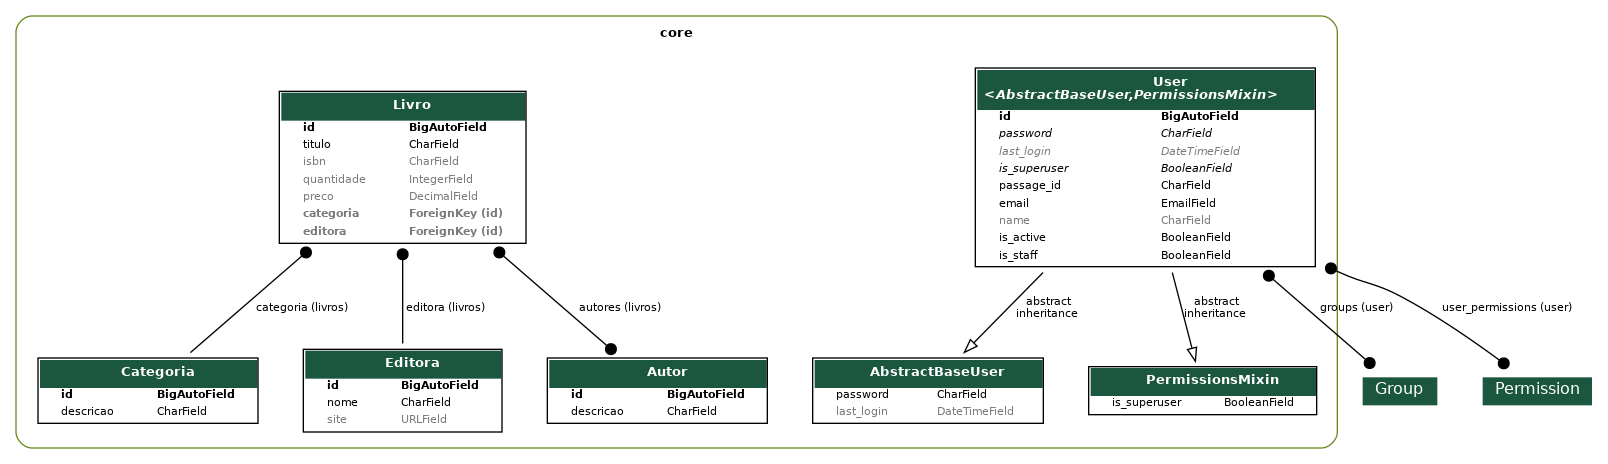 core
Livro
id BigAutoField
titulo CharField
isbn CharField
quantidade IntegerField
preco DecimalField
categoria ForeignKey (id)
editora ForeignKey (id)
User
<AbstractBaseUser,PermissionsMixin>
id BigAutoField
password CharField
last_login DateTimeField
is_superuser BooleanField
passage_id CharField
email EmailField
name CharField
is_active BooleanField
is_staff BooleanField
categoria (livros)
editora (livros)
autores (livros)
abstract
inheritance
abstract
inheritance
groups (user)
user_permissions (user)
Categoria
id BigAutoField
descricao CharField
Editora
id BigAutoField
nome CharField
site URLField
Autor
id BigAutoField
descricao CharField
AbstractBaseUser
password CharField
last_login DateTimeField
PermissionsMixin
is_superuser BooleanField
Group
Permission